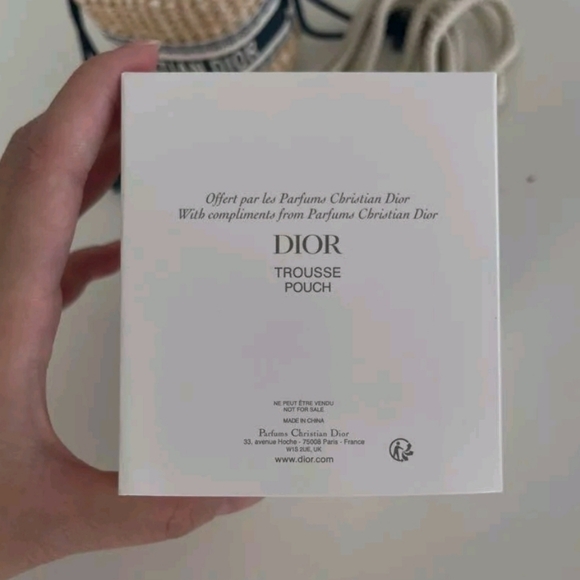 DIOR
Offert par les Parfums Christian Dior
With compliments from Parfums Christian Dior
DIOR
TROUSSE
POUCH
NE PEUT ÊTRE VENDU
NOT FOR SALE
MADE IN CHINA
Parfums Christian Dior
33, avenue Hoche - 75008 Paris - France
W1S 2UE, UK
www.dior.com